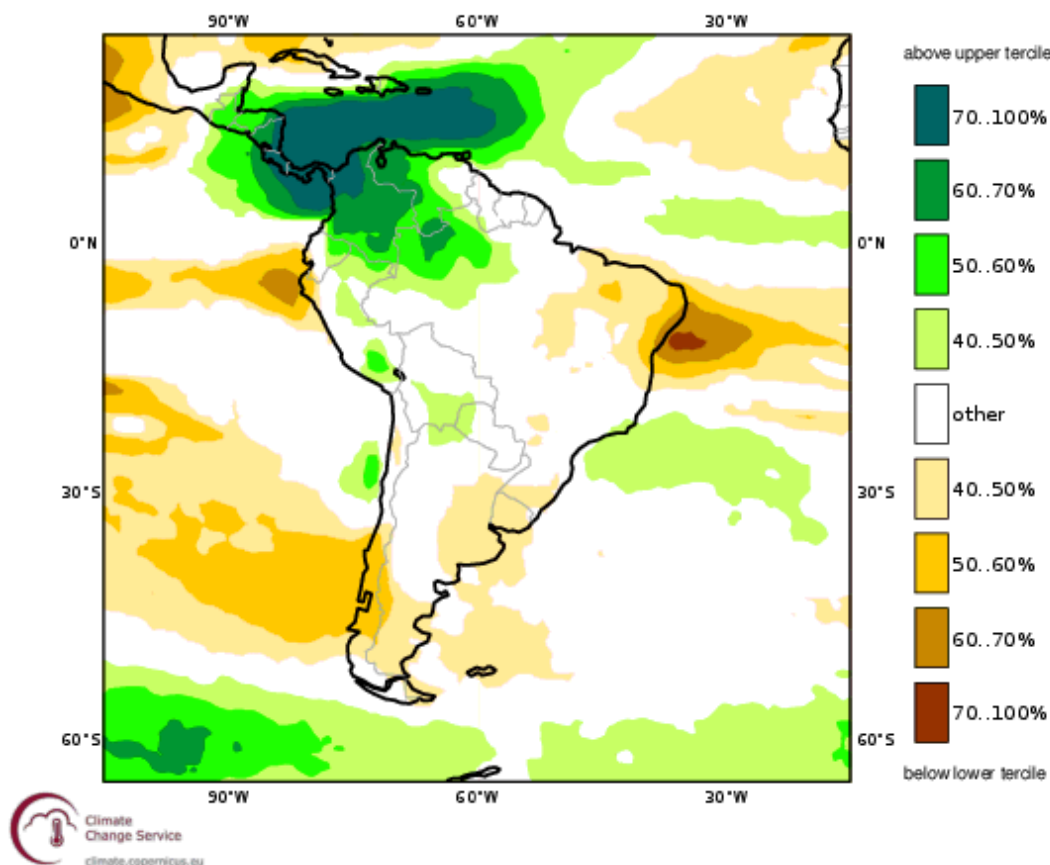 90°W 60°W 30°W
above upper tercile
70..100%
60..70%
0°N 0°N
50..60%
40..50%
other
30°S 30°S
40..50%
50..60%
60..70%
70..100%
60°S 60°S
below lower tercile
90°W 60°W 30°W
Climate
Change Service
climate.copernicus.eu